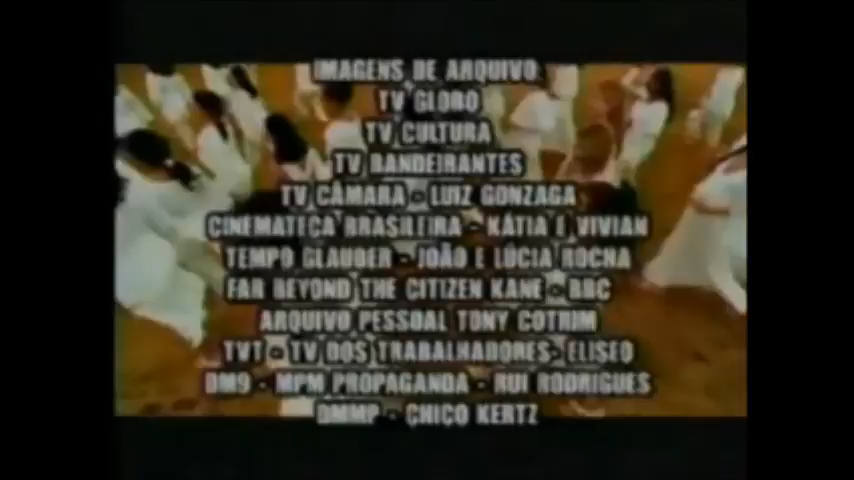 IMAGENS DE ARQUIVO
TV GLOBO
TV CULTURA
TV BANDEIRANTES
TV CÂMARA - LUIZ GONZAGA
CINEMATECA BRASILEIRA - KÁTIA E VIVIAN
TEMPO GLAUBER - JOÃO E LÚCIA ROCHA
FAR BEYOND THE CITIZEN KANE - BBC
ARQUIVO PESSOAL TONY COTRIM
TVT - TV DOS TRABALHADORES- ELISEO
DM9 - MPM PROPAGANDA - RUI RODRIGUES
DMMP - CHICO KERTZ